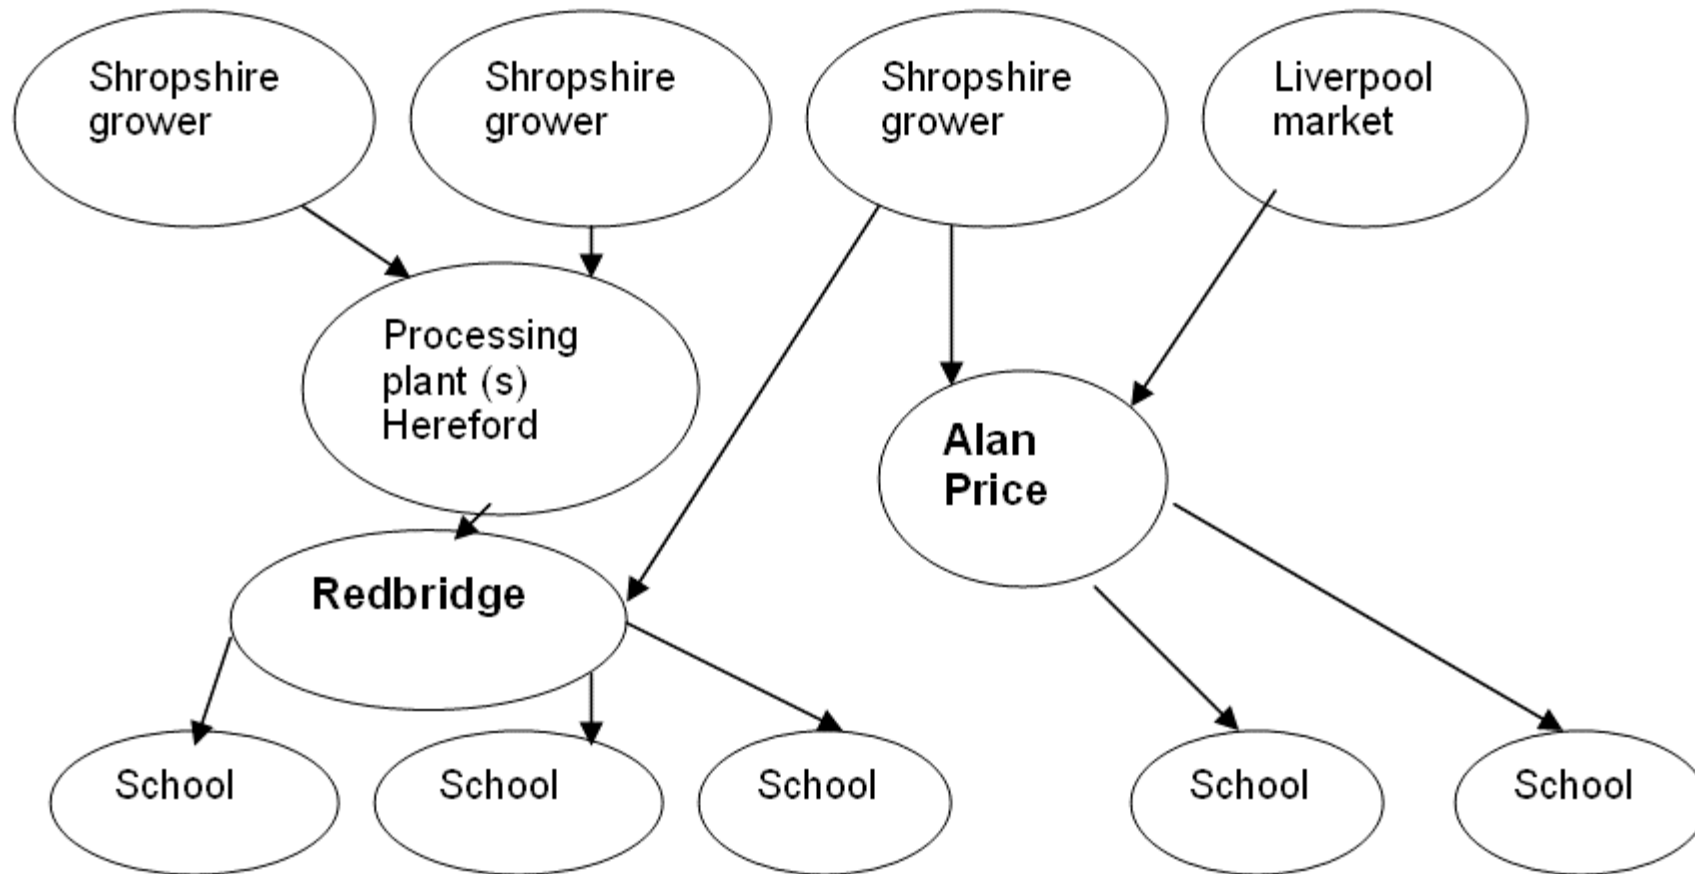 Shropshire
grower
Shropshire
grower
Shropshire
grower
Liverpool
market
Processing
plant (s)
Hereford
Alan
Price
Redbridge
School
School
School
School
School